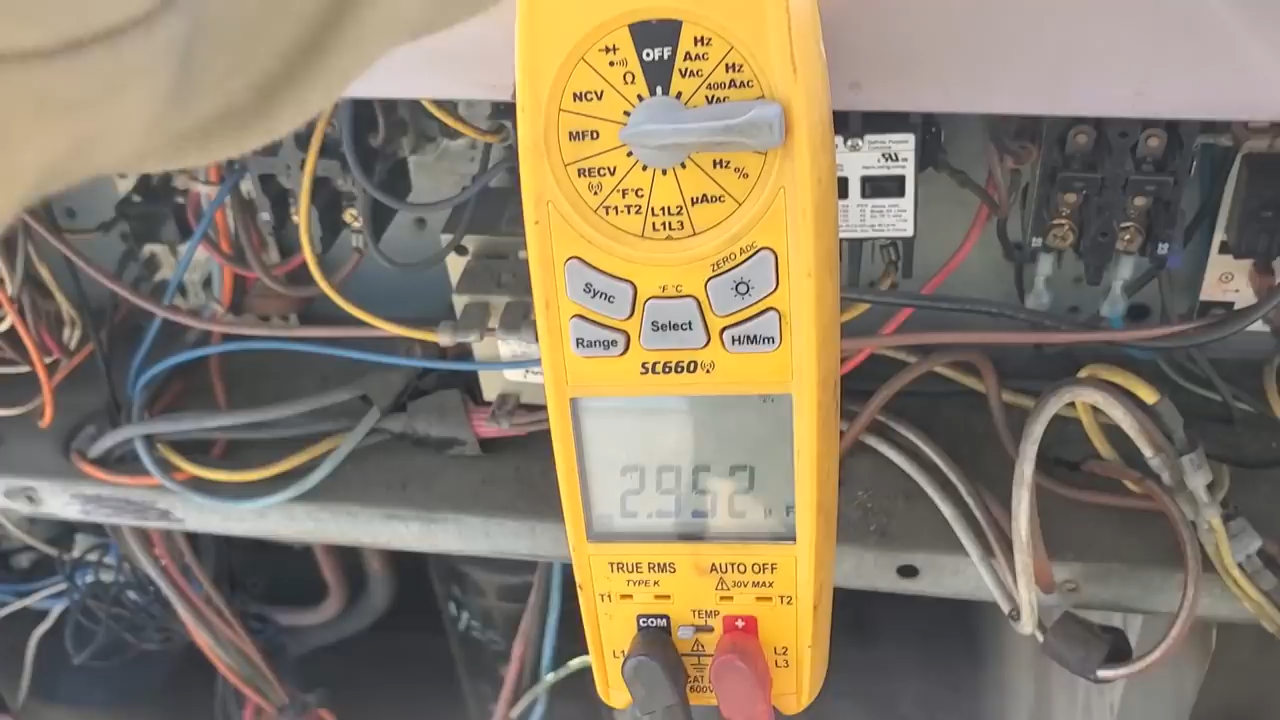 OFF
Hz
AAC
VAC
Hz
400AAC
VAC
Ω
NCV
MFD
RECV
°F°C
T1-T2
L1L2
L1L3
µADC
Hz %
ZERO ADC
Sync
°F °C
Select
Range
H/M/m
SC660
2.952
µ F
TRUE RMS
TYPE K
AUTO OFF
30V MAX
T1
T2
COM
TEMP
+
L1
L2
L3
CAT
600V